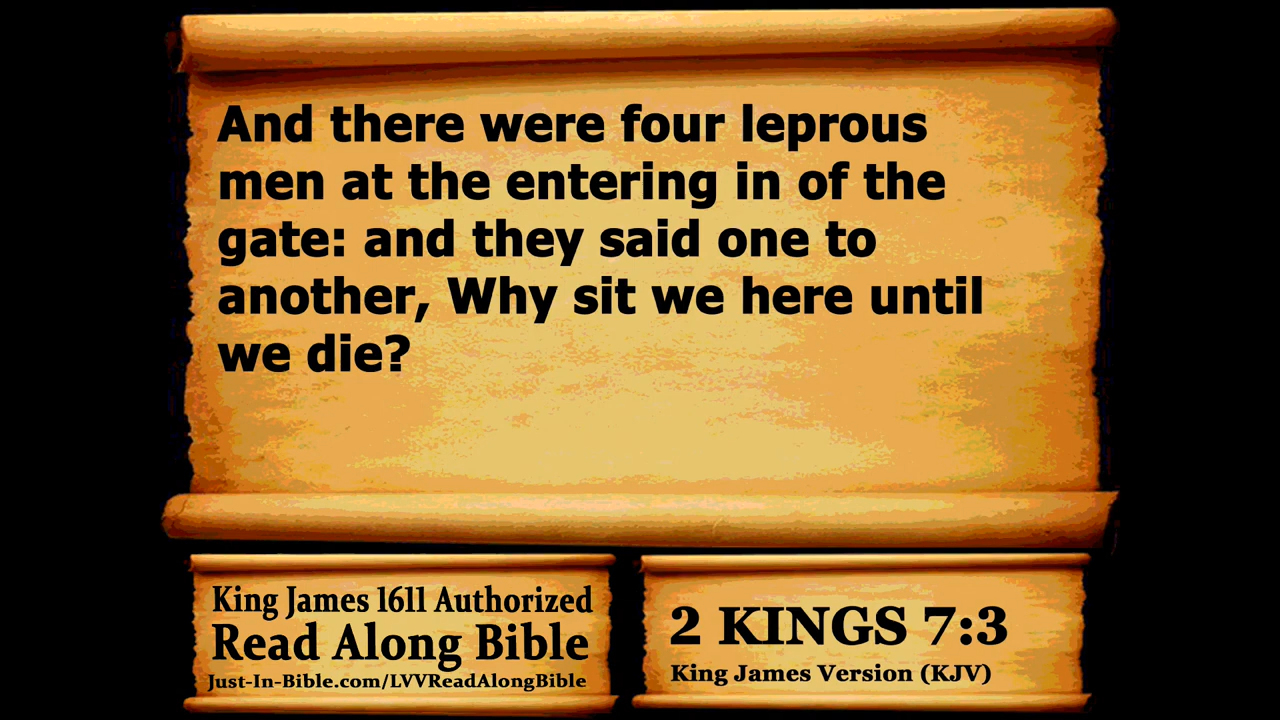 And there were four leprous
men at the entering in of the
gate: and they said one to
another, Why sit we here until
we die?
King James 1611 Authorized
Read Along Bible
Just-In-Bible.com/LVVReadAlongBible
2 KINGS 7:3
King James Version (KJV)